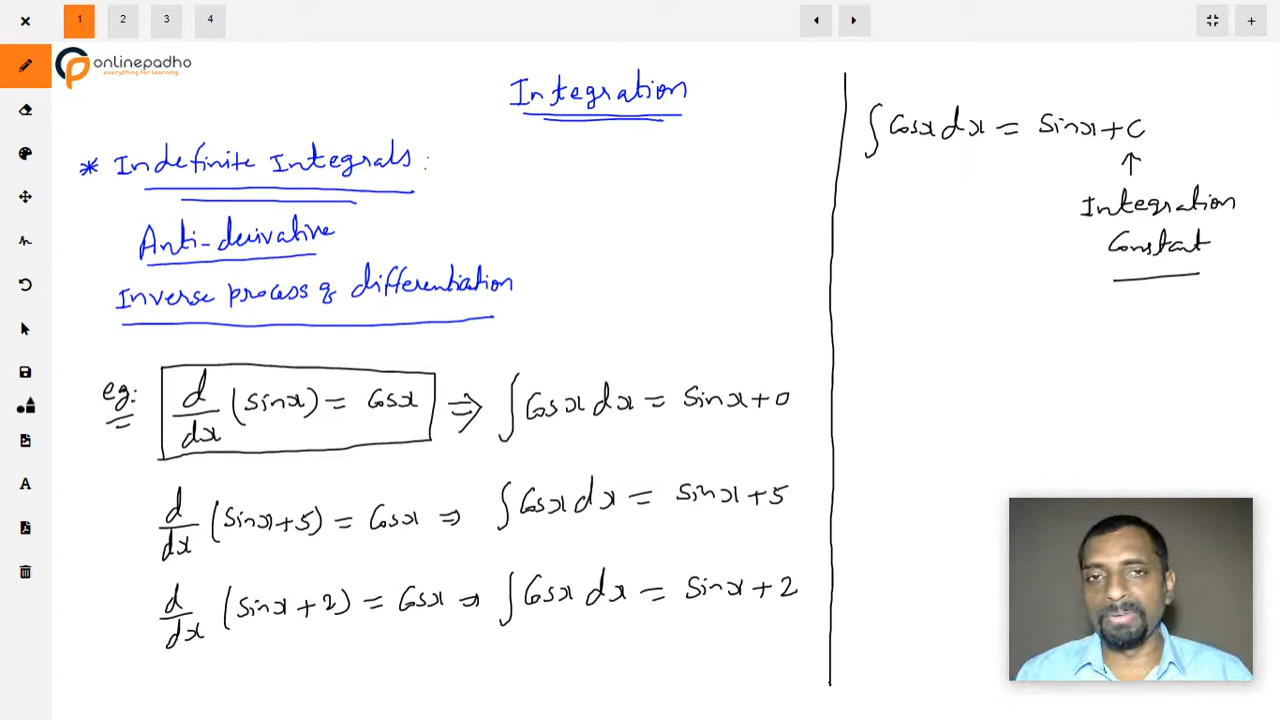 1 2 3 4
onlinepadho
everything for learning
Integration
* Indefinite Integrals:
Anti-derivative
Inverse process of differentiation
eg: d/dx (sinx) = Cosx ⇒ ∫Cosx dx = sinx+0
d/dx (sinx+5) = Cosx ⇒ ∫Cosx dx = sinx+5
d/dx (sinx+2) = Cosx ⇒ ∫Cosx dx = sinx+2
∫Cosx dx = sinx+c
↑
Integration
Constant
A